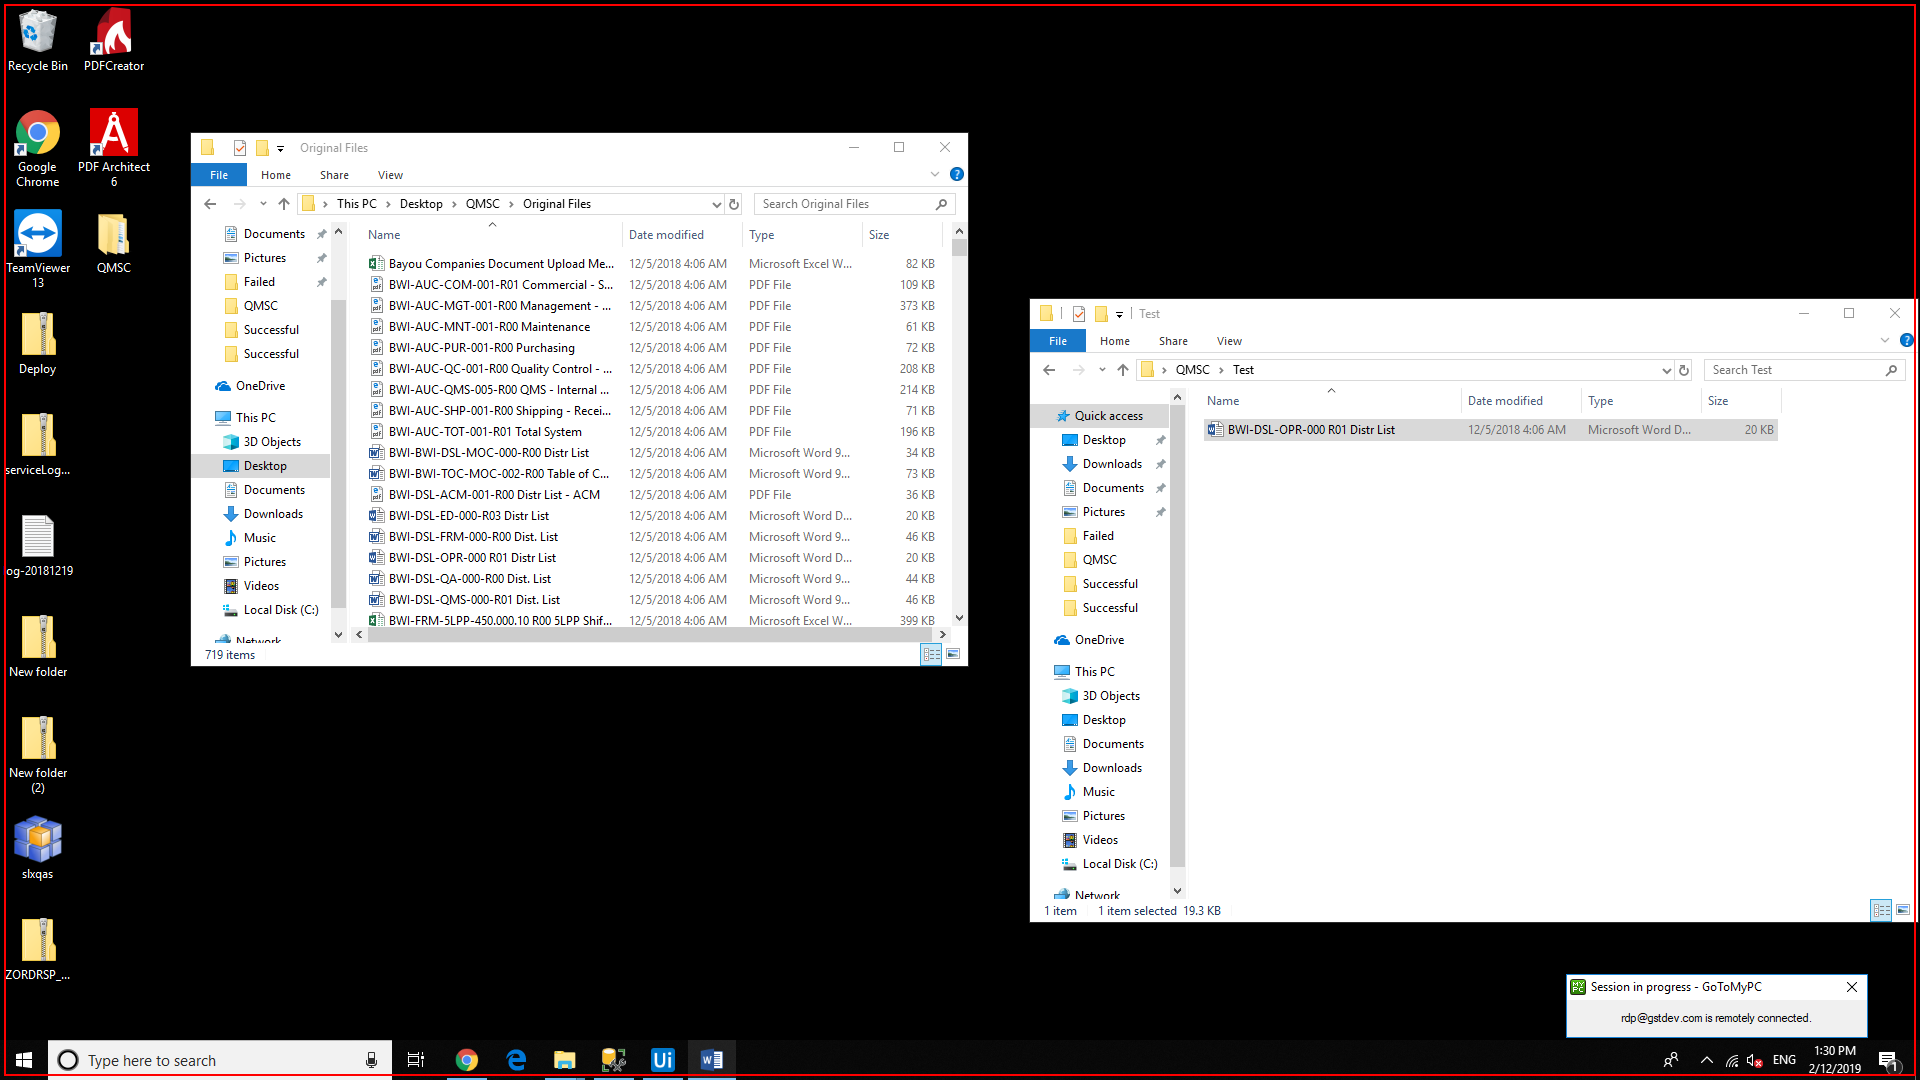 Recycle Bin
PDFCreator
Google
Chrome
PDF Architect
6
TeamViewer
13
QMSC
Deploy
serviceLog...
og-20181219
New folder
New folder
(2)
slxqas
ZORDRSP_...
Original Files
File Home Share View
This PC Desktop QMSC Original Files
Search Original Files
Documents
Pictures
Failed
QMSC
Successful
Successful
OneDrive
This PC
3D Objects
Desktop
Documents
Downloads
Music
Pictures
Videos
Local Disk (C:)
Network
Name Date modified Type Size
Bayou Companies Document Upload Me... 12/5/2018 4:06 AM Microsoft Excel W... 82 KB
BWI-AUC-COM-001-R01 Commercial - S... 12/5/2018 4:06 AM PDF File 109 KB
BWI-AUC-MGT-001-R00 Management - ... 12/5/2018 4:06 AM PDF File 373 KB
BWI-AUC-MNT-001-R00 Maintenance 12/5/2018 4:06 AM PDF File 61 KB
BWI-AUC-PUR-001-R00 Purchasing 12/5/2018 4:06 AM PDF File 72 KB
BWI-AUC-QC-001-R00 Quality Control - ... 12/5/2018 4:06 AM PDF File 208 KB
BWI-AUC-QMS-005-R00 QMS - Internal ... 12/5/2018 4:06 AM PDF File 214 KB
BWI-AUC-SHP-001-R00 Shipping - Recei... 12/5/2018 4:06 AM PDF File 71 KB
BWI-AUC-TOT-001-R01 Total System 12/5/2018 4:06 AM PDF File 196 KB
BWI-BWI-DSL-MOC-000-R00 Distr List 12/5/2018 4:06 AM Microsoft Word 9... 34 KB
BWI-BWI-TOC-MOC-002-R00 Table of C... 12/5/2018 4:06 AM Microsoft Word 9... 73 KB
BWI-DSL-ACM-001-R00 Distr List - ACM 12/5/2018 4:06 AM PDF File 36 KB
BWI-DSL-ED-000-R03 Distr List 12/5/2018 4:06 AM Microsoft Word D... 20 KB
BWI-DSL-FRM-000-R00 Dist. List 12/5/2018 4:06 AM Microsoft Word 9... 46 KB
BWI-DSL-OPR-000 R01 Distr List 12/5/2018 4:06 AM Microsoft Word D... 20 KB
BWI-DSL-QA-000-R00 Dist. List 12/5/2018 4:06 AM Microsoft Word 9... 44 KB
BWI-DSL-QMS-000-R01 Dist. List 12/5/2018 4:06 AM Microsoft Word 9... 46 KB
BWI-FRM-5LPP-450.000.10 R00 5LPP Shif... 12/5/2018 4:06 AM Microsoft Excel W... 399 KB
719 items
Test
File Home Share View
QMSC Test
Search Test
Quick access
Desktop
Downloads
Documents
Pictures
Failed
QMSC
Successful
Successful
OneDrive
This PC
3D Objects
Desktop
Documents
Downloads
Music
Pictures
Videos
Local Disk (C:)
Network
Name Date modified Type Size
BWI-DSL-OPR-000 R01 Distr List 12/5/2018 4:06 AM Microsoft Word D... 20 KB
1 item 1 item selected 19.3 KB
Session in progress - GoToMyPC
rdp@gstdev.com is remotely connected.
Type here to search
Ui
ENG
1:30 PM
2/12/2019
1